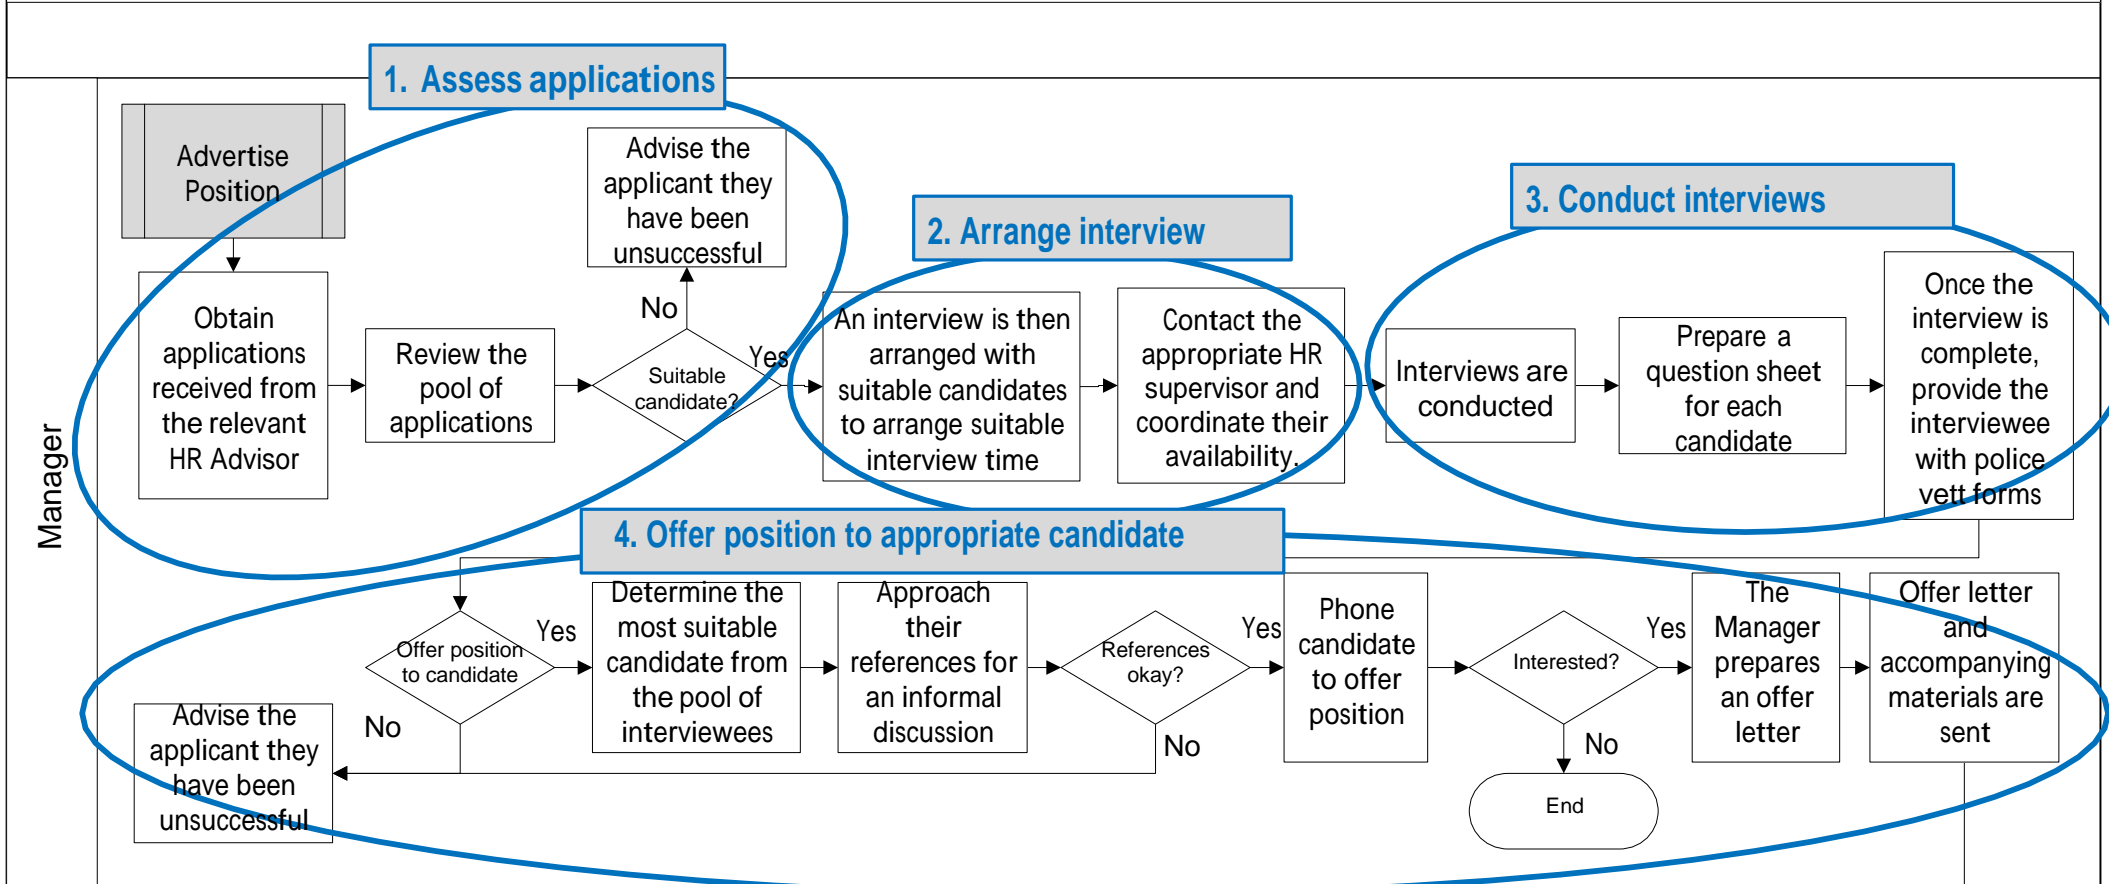 1. Assess applications
Advertise
Position
Advise the
applicant they
have been
unsuccessful
2. Arrange interview
3. Conduct interviews
Manager
Obtain
applications
received from
the relevant
HR Advisor
Review the
pool of
applications
Suitable
candidate?
No
Yes
An interview is then
arranged with
suitable candidates
to arrange suitable
interview time
Contact the
appropriate HR
supervisor and
coordinate their
availability.
Interviews are
conducted
Prepare a
question sheet
for each
candidate
Once the
interview is
complete,
provide the
interviewee
with police
vett forms
4. Offer position to appropriate candidate
Offer position
to candidate
Yes
No
Advise the
applicant they
have been
unsuccessful
Determine the
most suitable
candidate from
the pool of
interviewees
Approach
their
references for
an informal
discussion
References
okay?
Yes
No
Phone
candidate
to offer
position
Interested?
Yes
No
End
The
Manager
prepares
an offer
letter
Offer letter
and
accompanying
materials are
sent